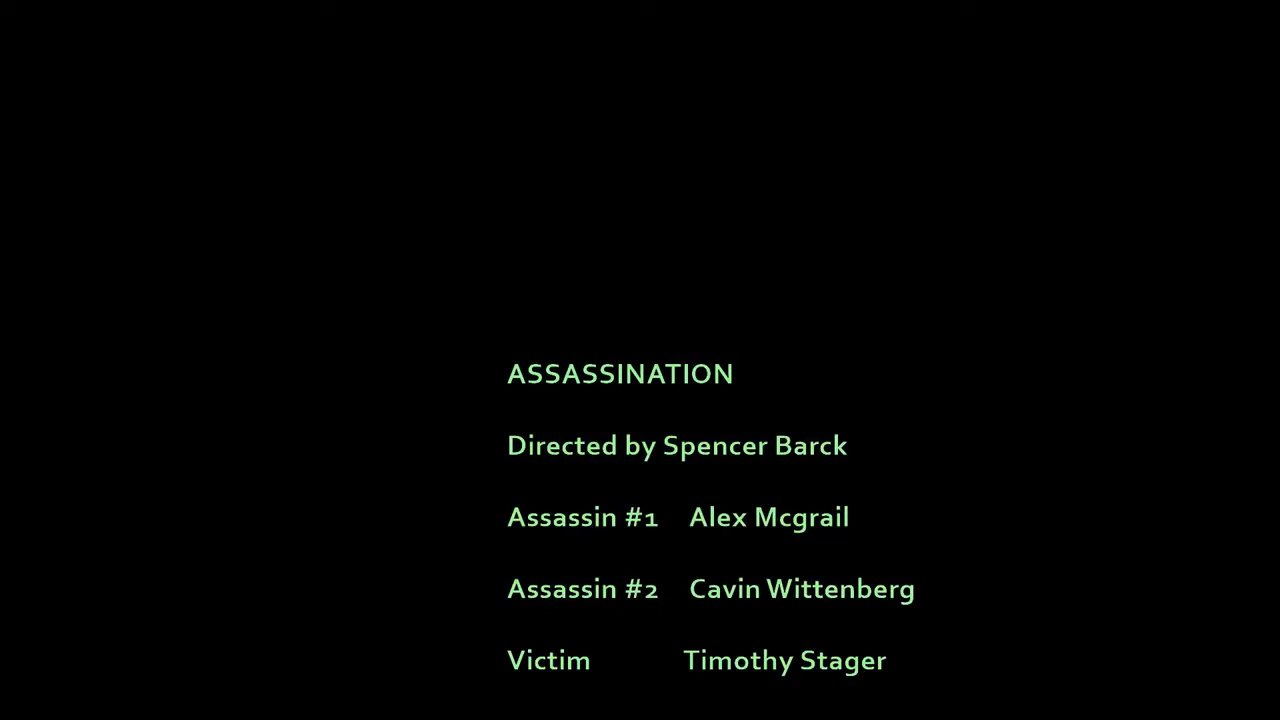 ASSASSINATION
Directed by Spencer Barck
Assassin #1 Alex Mcgrail
Assassin #2 Cavin Wittenberg
Victim Timothy Stager